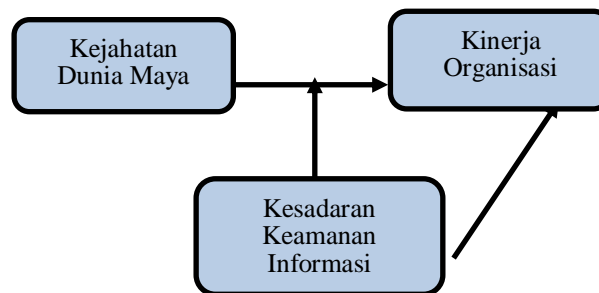 Kejahatan
Dunia Maya
Kinerja
Organisasi
Kesadaran
Keamanan
Informasi